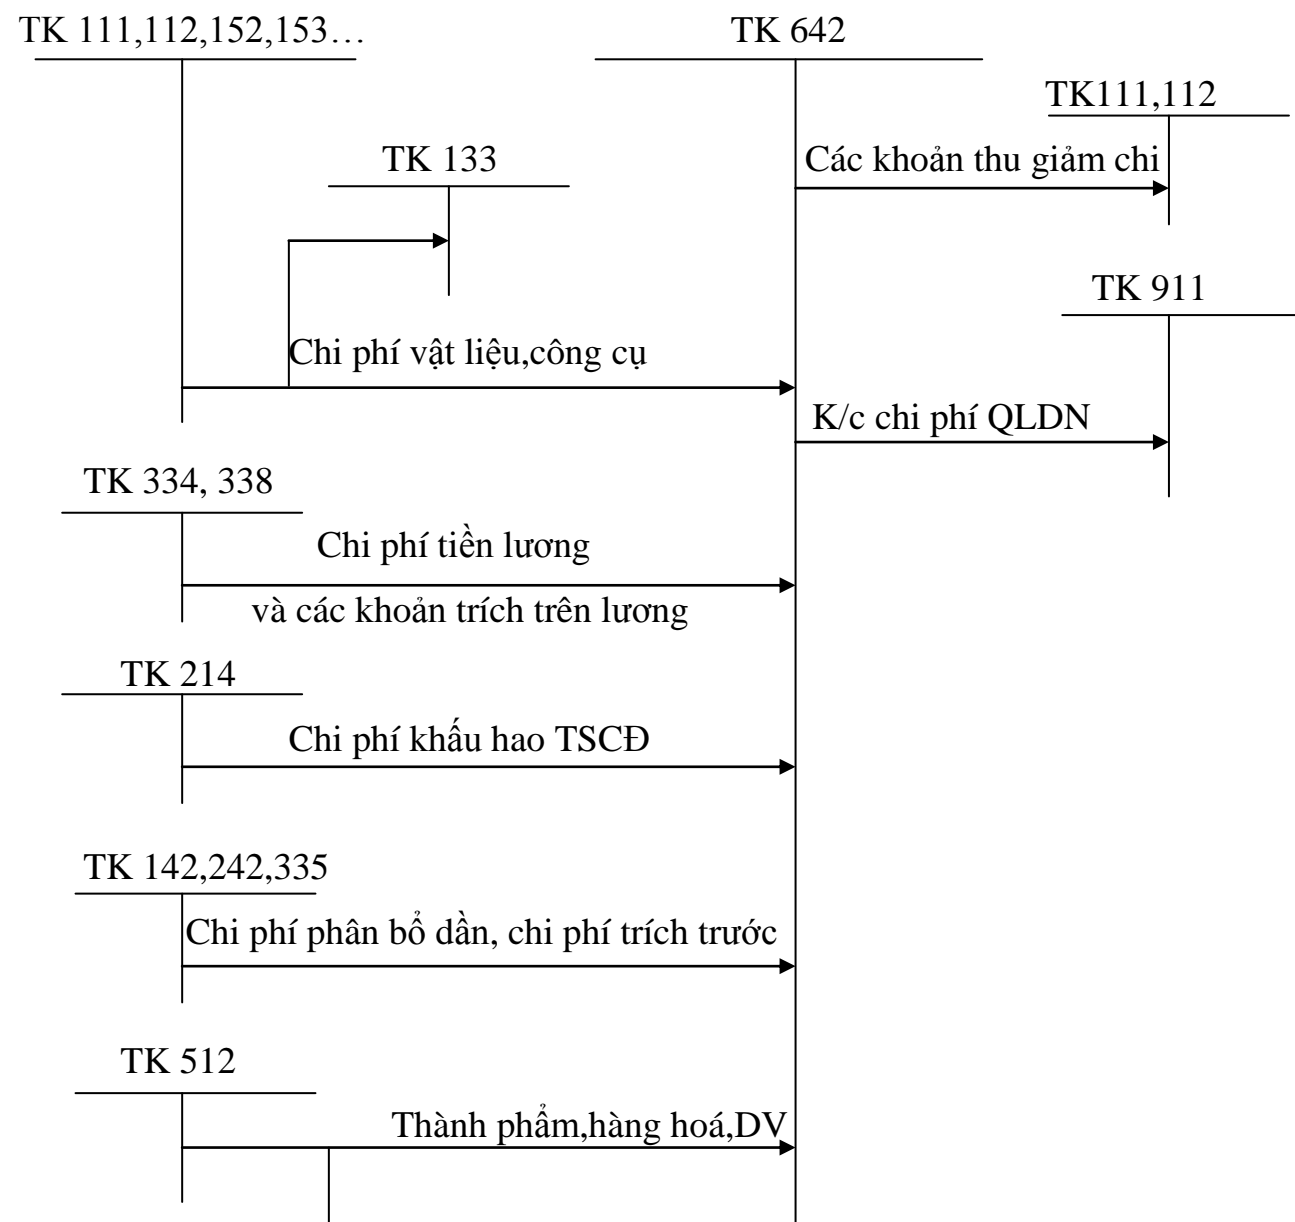 TK 111,112,152,153…
TK 642
TK111,112
Các khoản thu giảm chi
TK 133
TK 911
Chi phí vật liệu,công cụ
K/c chi phí QLDN
TK 334, 338
Chi phí tiền lương
và các khoản trích trên lương
TK 214
Chi phí khấu hao TSCĐ
TK 142,242,335
Chi phí phân bổ dần, chi phí trích trước
TK 512
Thành phẩm,hàng hoá,DV